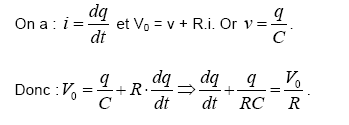 On a : i = dq/dt et V₀ = v + R.i. Or v = q/C.
Donc : V₀ = q/C + R · dq/dt ⇒ dq/dt + q/RC = V₀/R.